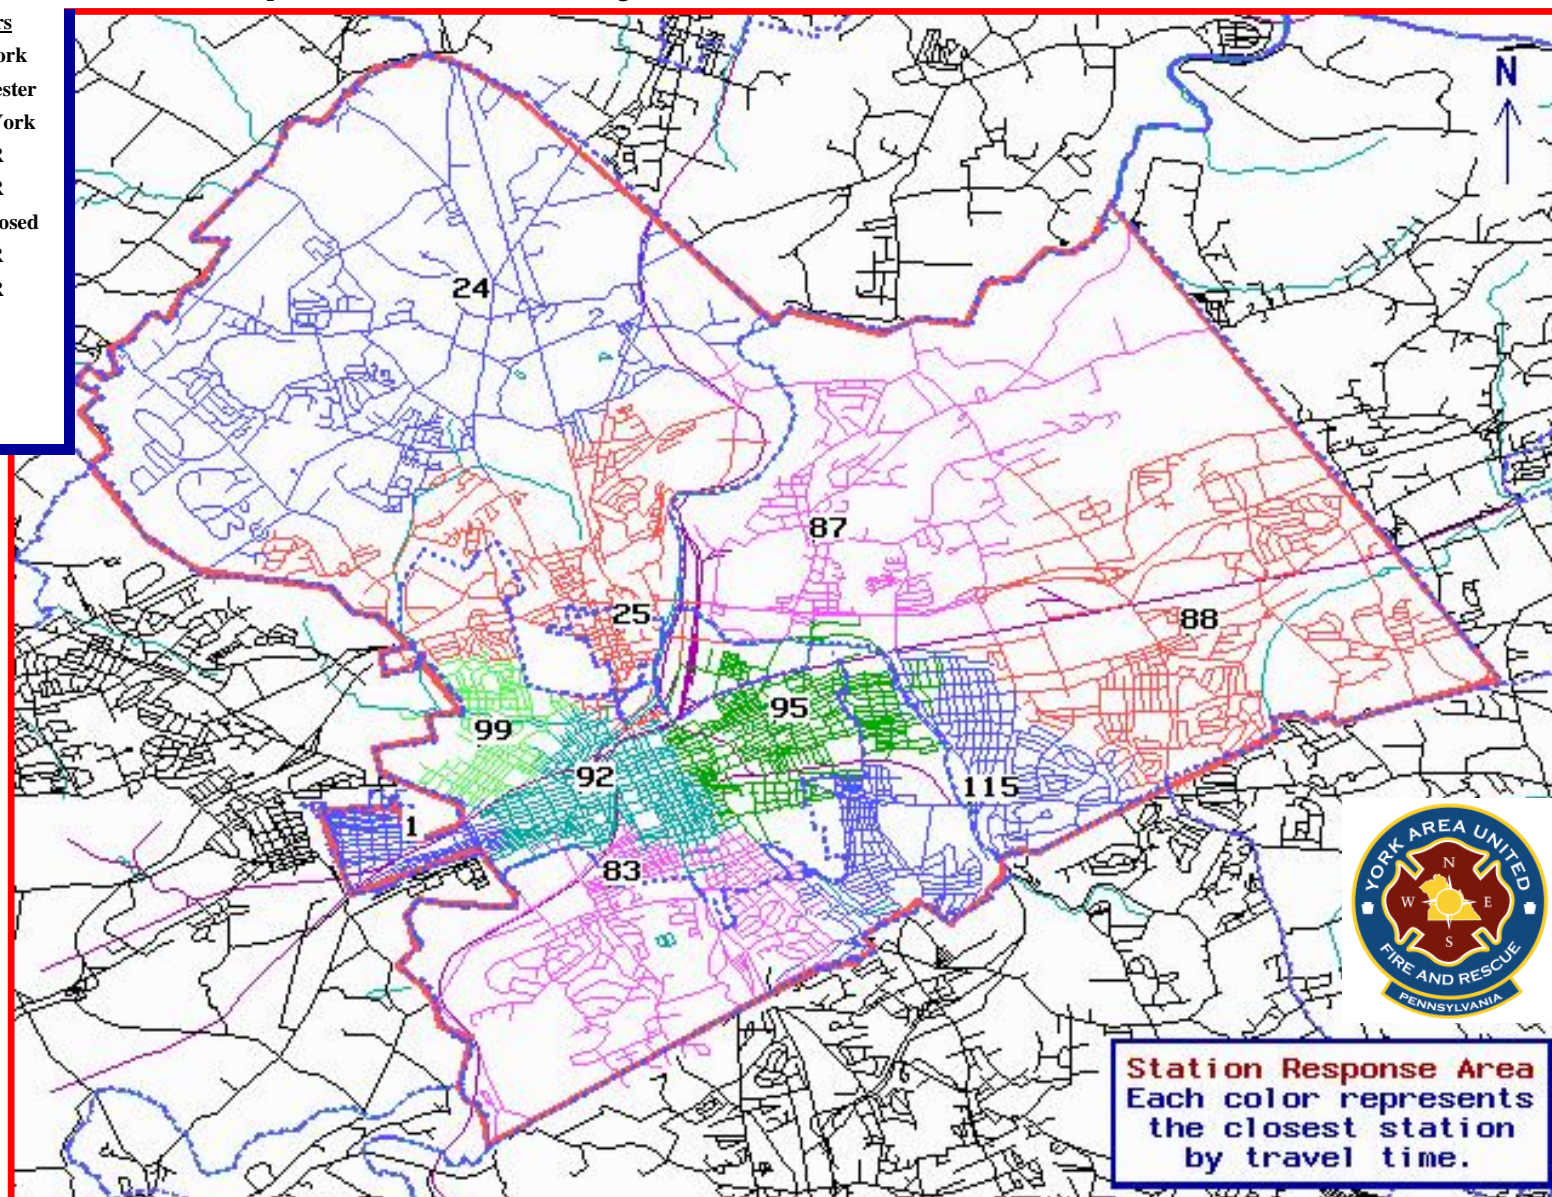 rs
ork
ester
York
R
R
osed
R
R
N
24
87
25
88
95
99
92
115
1
83
8
YORK AREA UNITED
N
W
E
S
FIRE AND RESCUE
PENNSYLVANIA
Station Response Area
Each color represents
the closest station
by travel time.